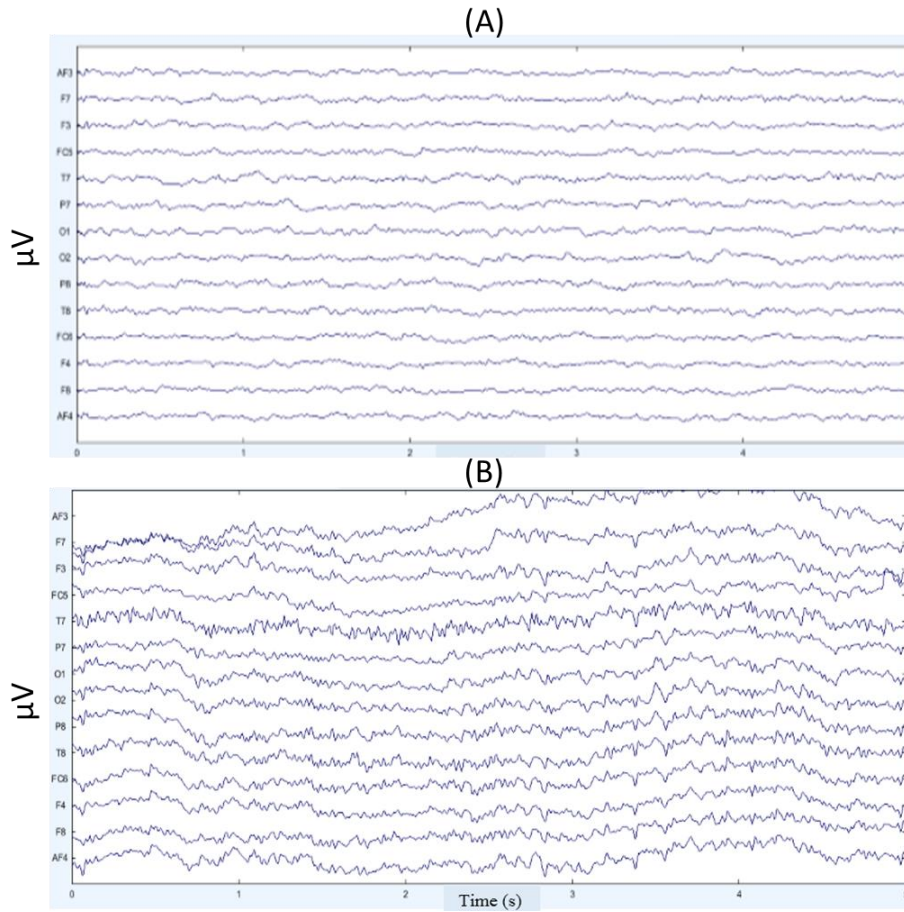 (A)
AF3
F7
F3
FC5
T7
P7
O1
O2
P8
T8
FC6
F4
F8
AF4
µV
0 1 2 3 4
(B)
AF3
F7
F3
FC5
T7
P7
O1
O2
P8
T8
FC6
F4
F8
AF4
µV
0 1 2 3 4
Time (s)